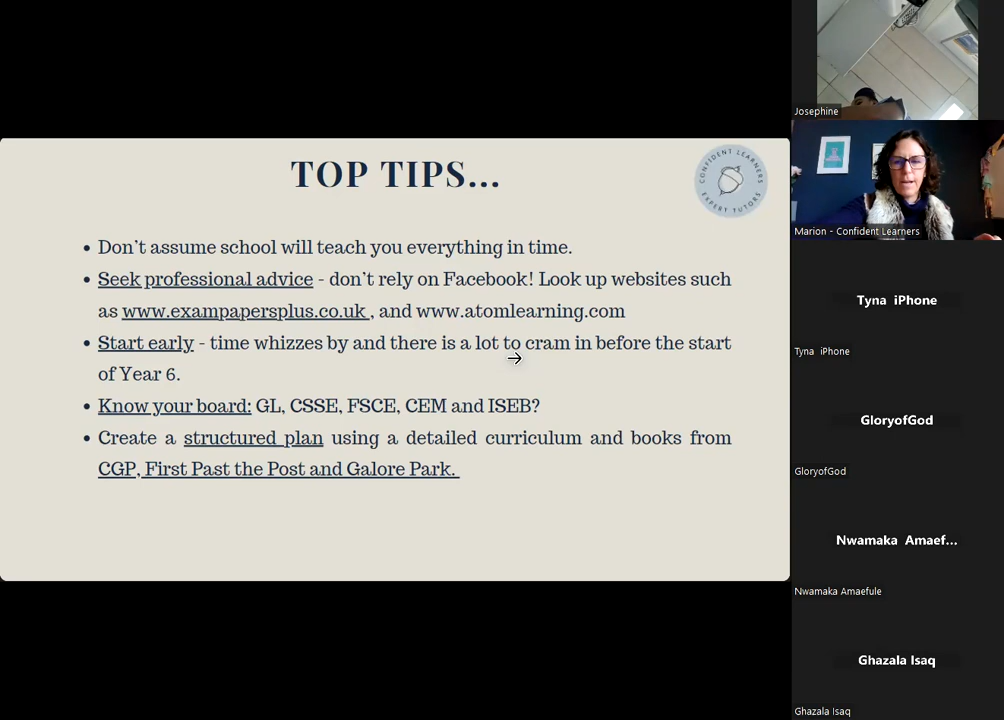 TOP TIPS...
CONFIDENT LEARNERS
EXPERT TUTORS
• Don't assume school will teach you everything in time.
• Seek professional advice - don't rely on Facebook! Look up websites such
as www.exampapersplus.co.uk , and www.atomlearning.com
• Start early - time whizzes by and there is a lot to cram in before the start
of Year 6.
• Know your board: GL, CSSE, FSCE, CEM and ISEB?
• Create a structured plan using a detailed curriculum and books from
CGP, First Past the Post and Galore Park.
Josephine
Marion - Confident Learners
Tyna iPhone
Tyna iPhone
GloryofGod
GloryofGod
Nwamaka Amaef...
Nwamaka Amaefule
Ghazala Isaq
Ghazala Isaq